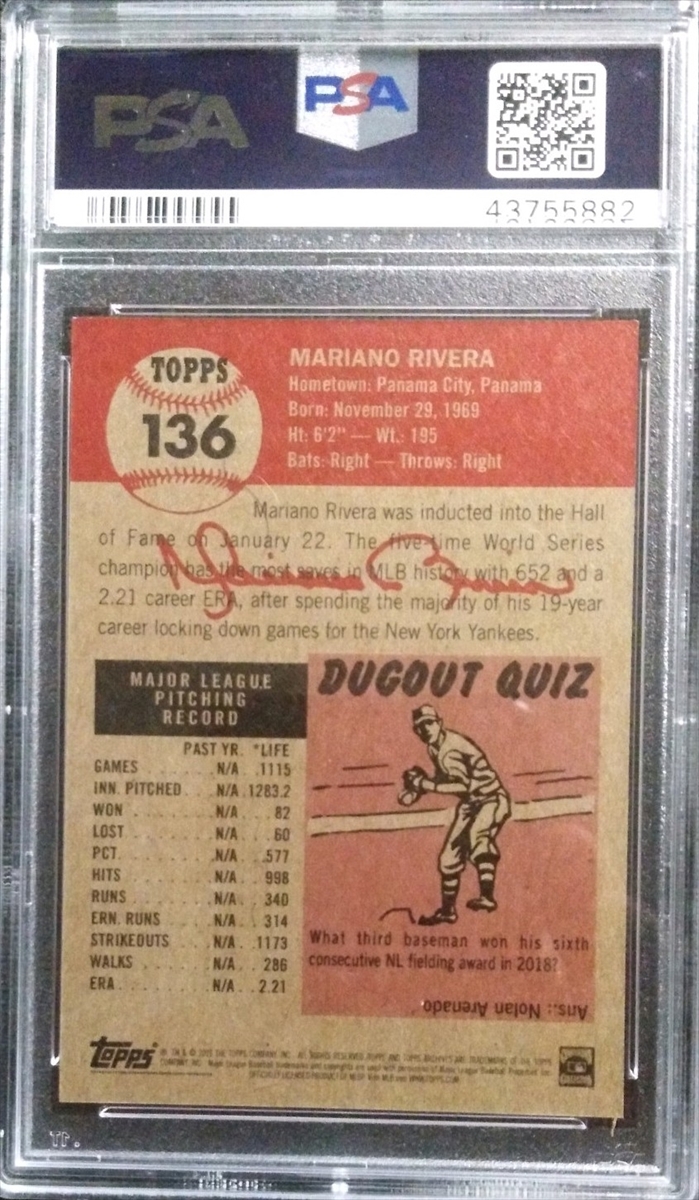 PSA
PSA
43755882
TOPPS
136
MARIANO RIVERA
Hometown: Panama City, Panama
Born: November 29, 1969
Ht: 6'2" — Wt.: 195
Bats: Right — Throws: Right
Mariano Rivera was inducted into the Hall
of Fame on January 22. The five-time World Series
champion has the most saves in MLB history with 652 and a
2.21 career ERA, after spending the majority of his 19-year
career locking down games for the New York Yankees.
MAJOR LEAGUE
PITCHING
RECORD
PAST YR. *LIFE
GAMES ...... N/A . .1115
INN. PITCHED . . . N/A .1283.2
WON ....... N/A . . . 82
LOST ....... N/A . . . 60
PCT. ....... N/A . . .577
HITS ....... N/A . . 998
RUNS ....... N/A . . 340
ERN. RUNS .... N/A . . 314
STRIKEOUTS .... N/A . .1173
WALKS ...... N/A . . 286
ERA ....... N/A . . 2.21
DUGOUT QUIZ
What third baseman won his sixth
consecutive NL fielding award in 2018?
Ans.: Nolan Arenado
Topps